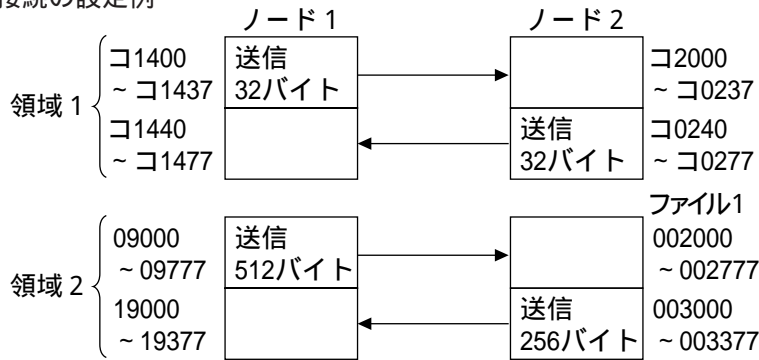 接続の設定例
ノード1 ノード2
領域1
コ1400
~コ1437
コ1440
~コ1477
送信
32バイト
送信
32バイト
コ2000
~コ0237
コ0240
~コ0277
領域2
09000
~09777
19000
~19377
送信
512バイト
送信
256バイト
ファイル1
002000
~002777
003000
~003377